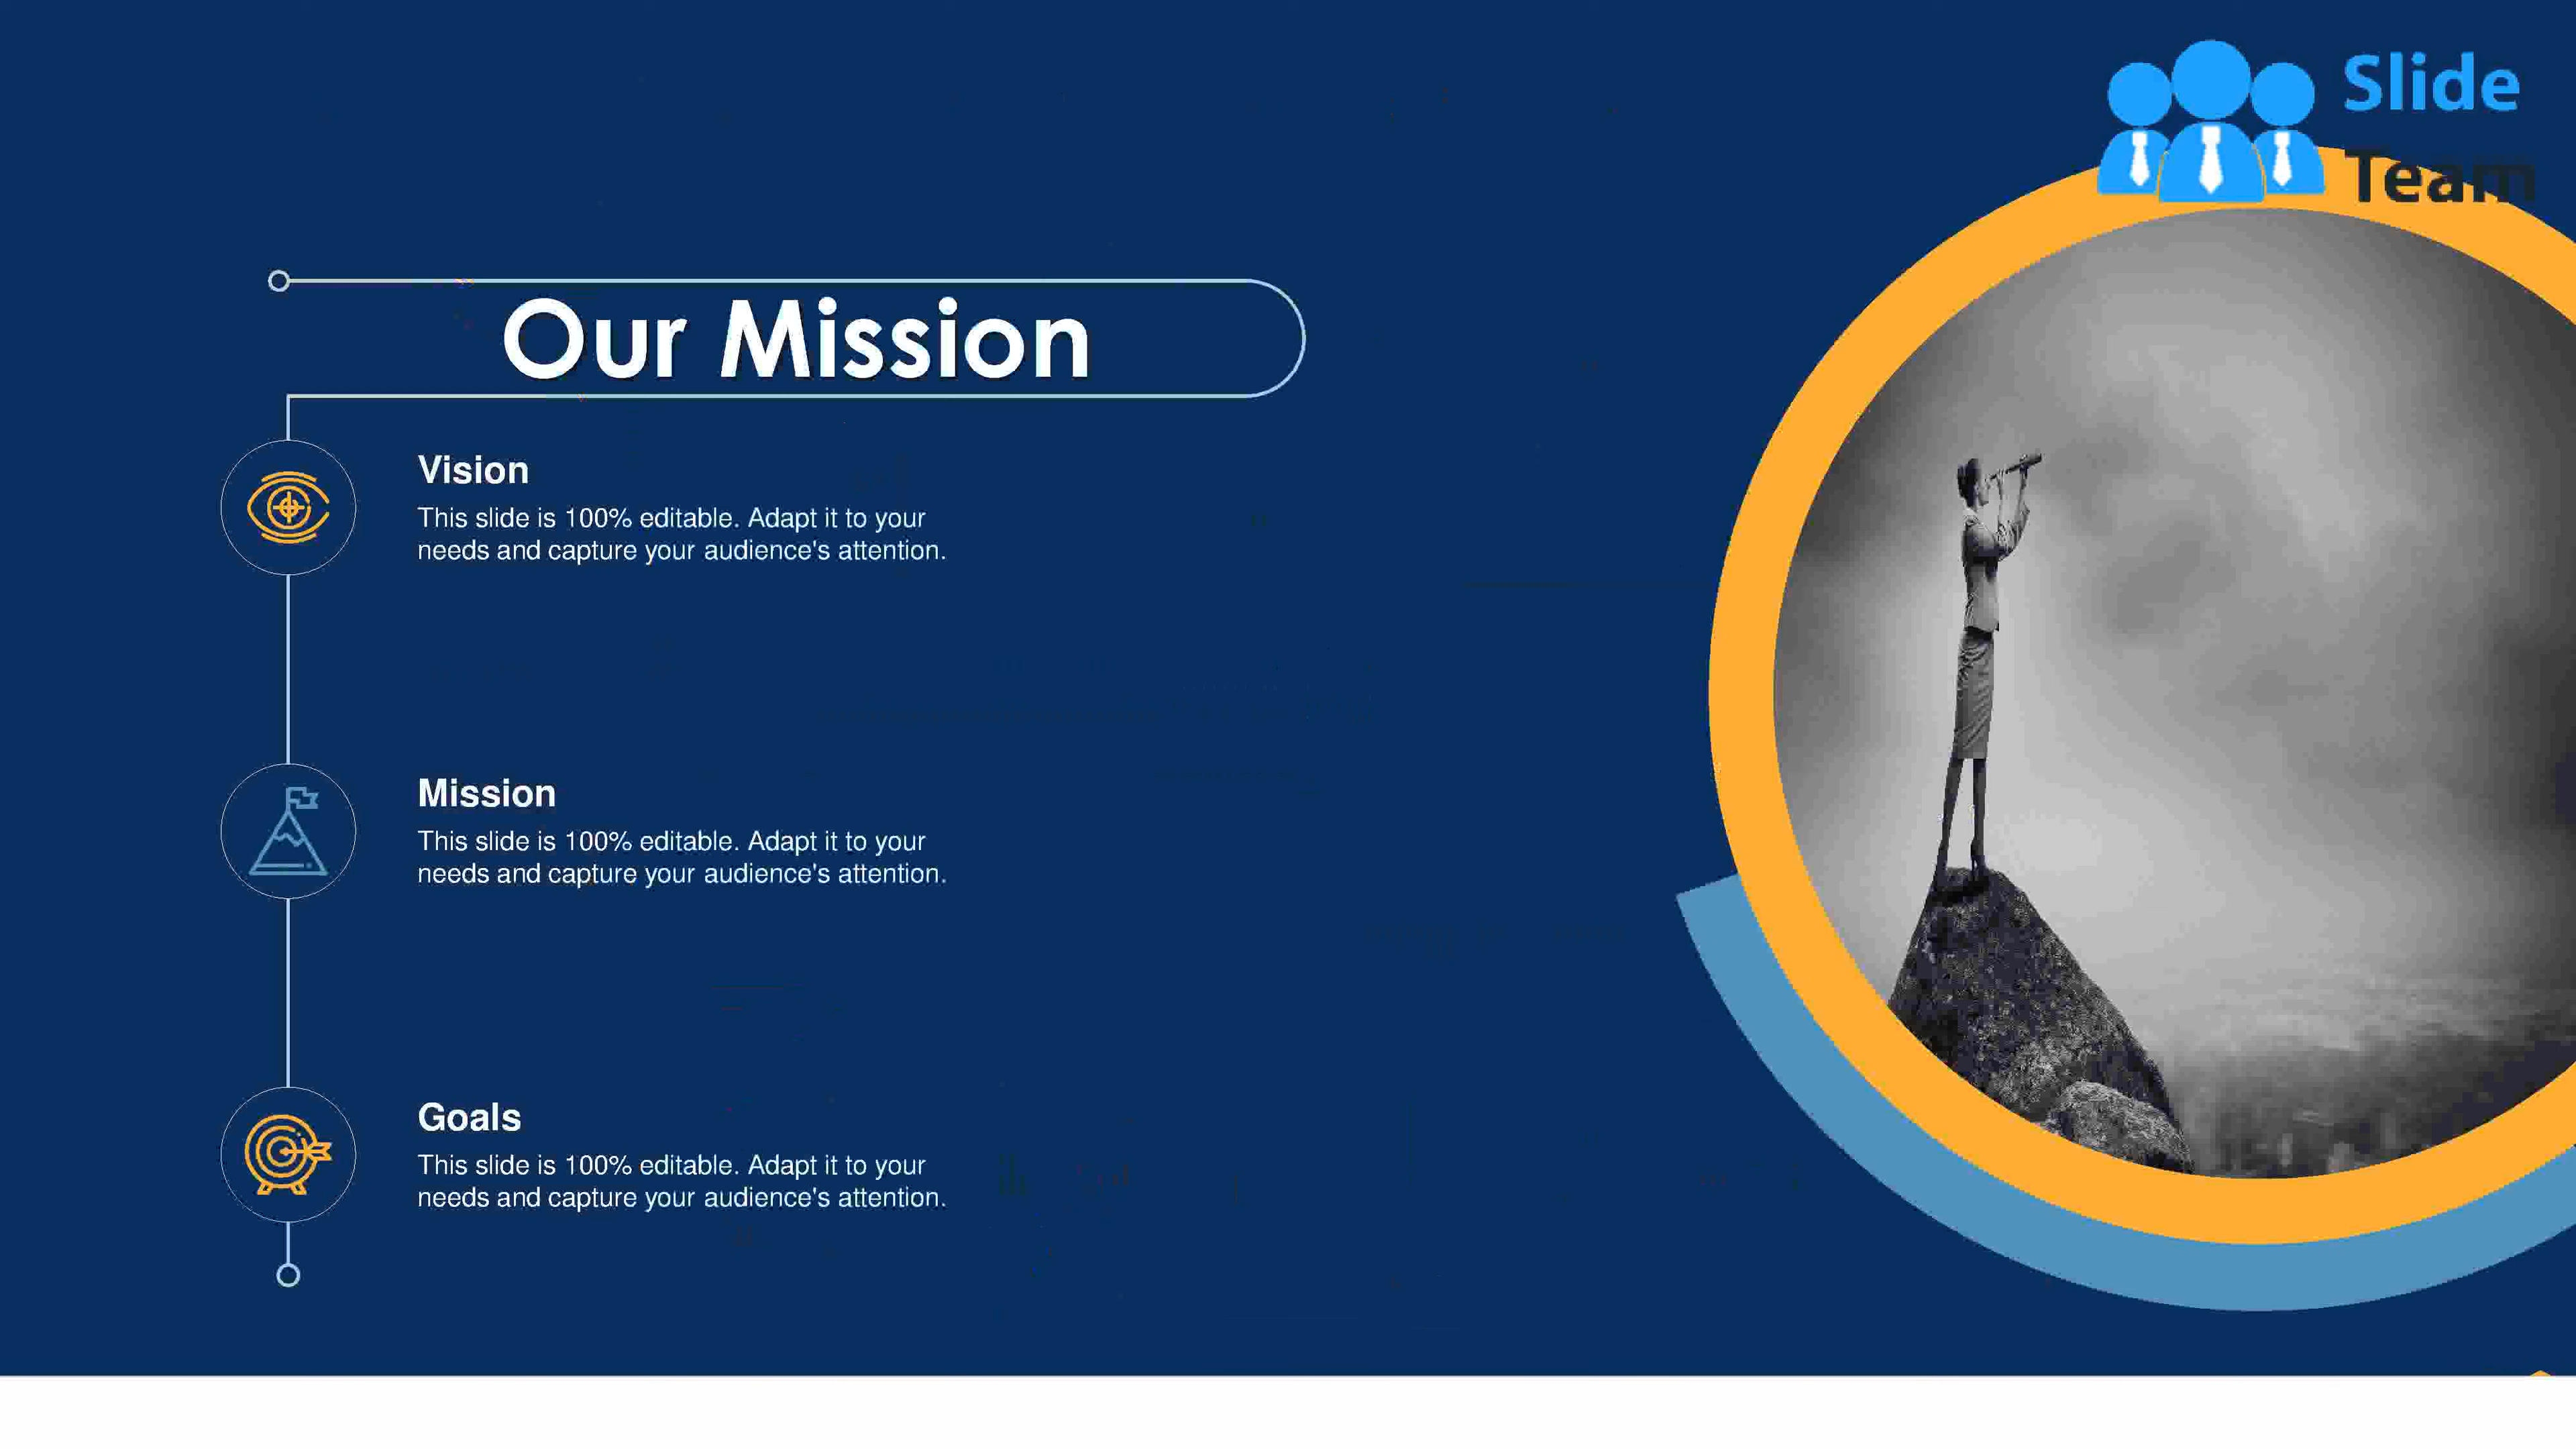 Slide
Team
Our Mission
Vision
This slide is 100% editable. Adapt it to your
needs and capture your audience's attention.
Mission
This slide is 100% editable. Adapt it to your
needs and capture your audience's attention.
Goals
This slide is 100% editable. Adapt it to your
needs and capture your audience's attention.